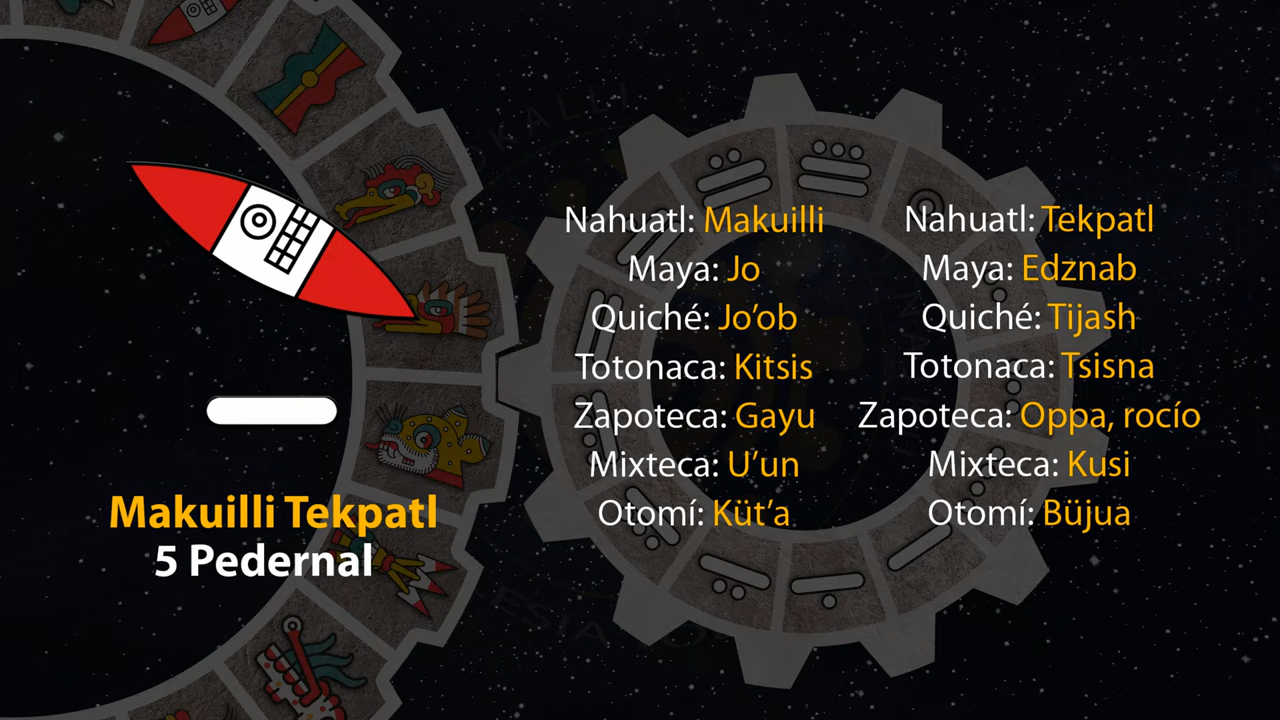 Makuilli Tekpatl
5 Pedernal
Nahuatl: Makuilli
Maya: Jo
Quiché: Jo’ob
Totonaca: Kitsis
Zapoteca: Gayu
Mixteca: U’un
Otomí: Küt’a
Nahuatl: Tekpatl
Maya: Edznab
Quiché: Tijash
Totonaca: Tsisna
Zapoteca: Oppa, rocío
Mixteca: Kusi
Otomí: Büjua